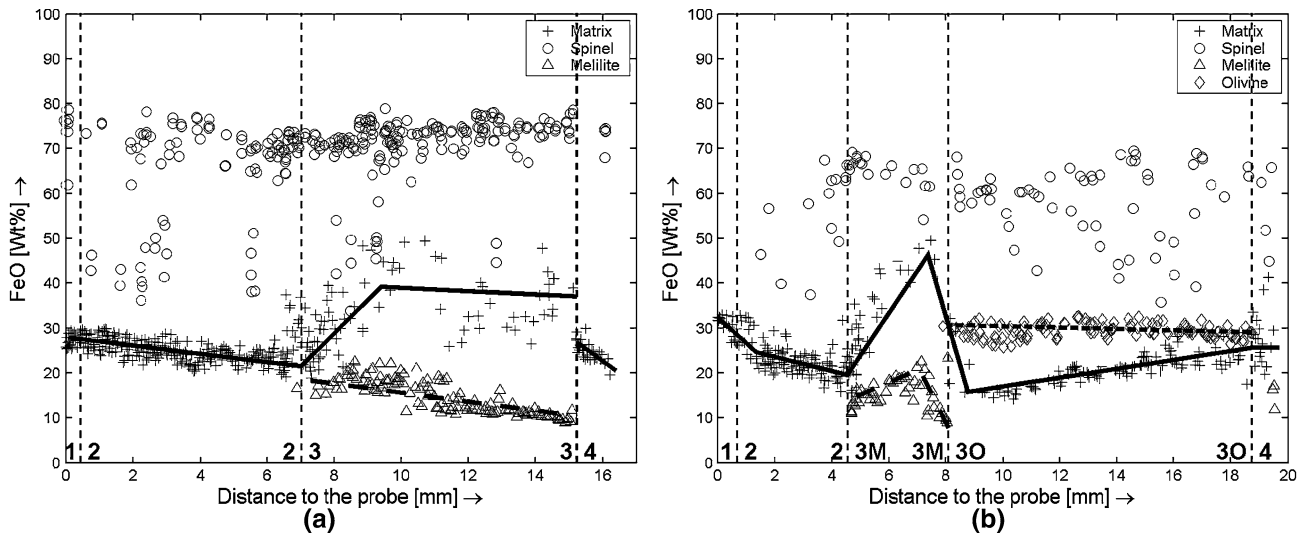 100
90
80
70
60
50
40
30
20
10
0
FeO [Wt%] →
Matrix
Spinel
Melilite
1 2 2 3 3 4
0 2 4 6 8 10 12 14 16
Distance to the probe [mm] →
(a)
100
90
80
70
60
50
40
30
20
10
0
FeO [Wt%] →
Matrix
Spinel
Melilite
Olivine
1 2 2 3M 3M 3O 3O 4
0 2 4 6 8 10 12 14 16 18 20
Distance to the probe [mm] →
(b)